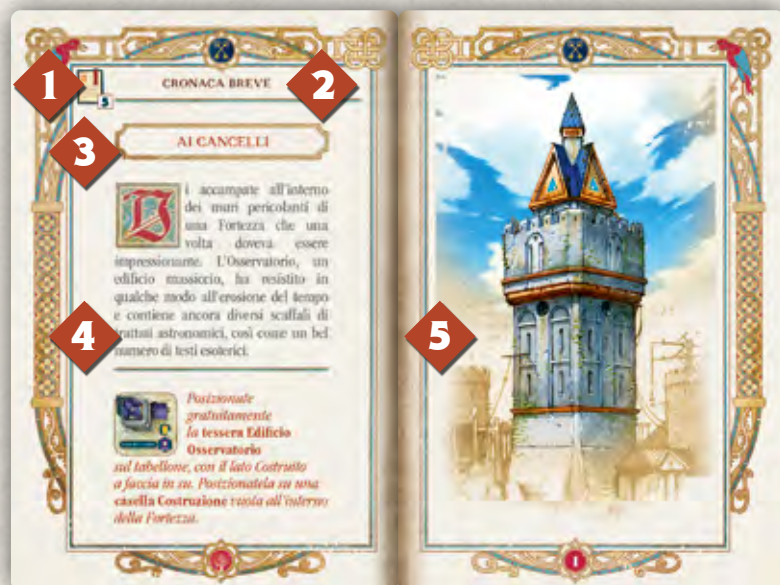 1
2
3
4
5
5
CRONACA BREVE
AI CANCELLI
Vi accampate all'interno
dei muri pericolanti di
una Fortezza che una
volta doveva essere
impressionante. L'Osservatorio, un
edificio massiccio, ha resistito in
qualche modo all'erosione del tempo
e contiene ancora diversi scaffali di
trattati astronomici, così come un bel
numero di testi esoterici.
Posizionate
gratuitamente
la tessera Edificio
Osservatorio
sul tabellone, con il lato Costruito
a faccia in su. Posizionatela su una
casella Costruzione vuota all'interno
della Fortezza.
1